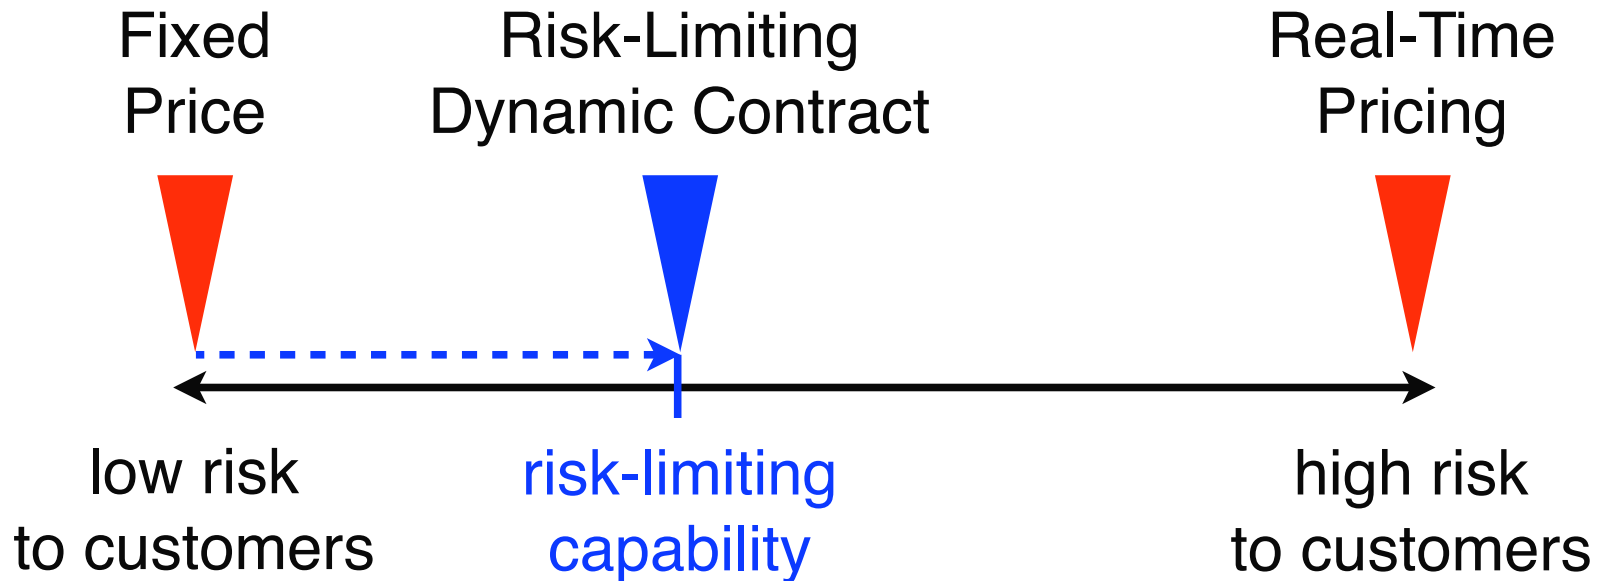 Fixed
Price
Risk-Limiting
Dynamic Contract
Real-Time
Pricing
low risk
to customers
risk-limiting
capability
high risk
to customers